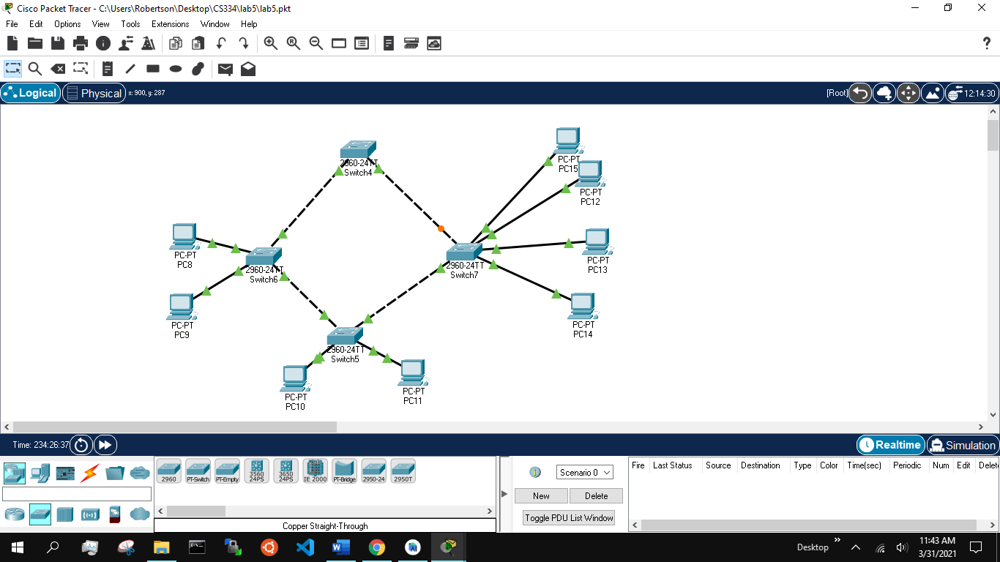 Cisco Packet Tracer - C:\Users\Robertson\Desktop\CS334\lab5\lab5.pkt
File Edit Options View Tools Extensions Window Help
?
Logical Physical x: 900, y: 287 [Root] 12:14:30
2960-24TT
Switch4
PC-PT
PC15
PC-PT
PC12
PC-PT
PC8
2960-24TT
Switch6
2960-24TT
Switch7
PC-PT
PC13
PC-PT
PC9
PC-PT
PC14
2960-24TT
Switch5
PC-PT
PC10
PC-PT
PC11
Time: 234:26:37 Realtime Simulation
2960 PT-Switch PT-Empty 3560 24PS 3650 24PS IE 2000 PT-Bridge 2950-24 2950T
Copper Straight-Through
Scenario 0
New Delete
Toggle PDU List Window
Fire Last Status Source Destination Type Color Time(sec) Periodic Num Edit Delet
Desktop
11:43 AM
3/31/2021